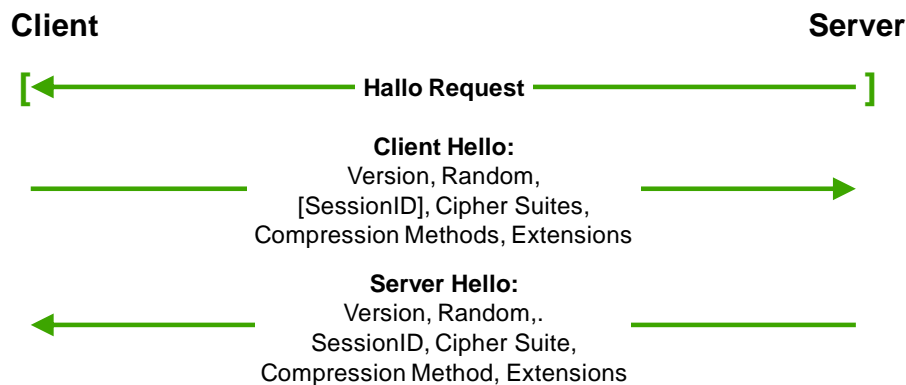 Client Server
[ Hallo Request ]
Client Hello:
Version, Random,
[SessionID], Cipher Suites,
Compression Methods, Extensions
Server Hello:
Version, Random,.
SessionID, Cipher Suite,
Compression Method, Extensions